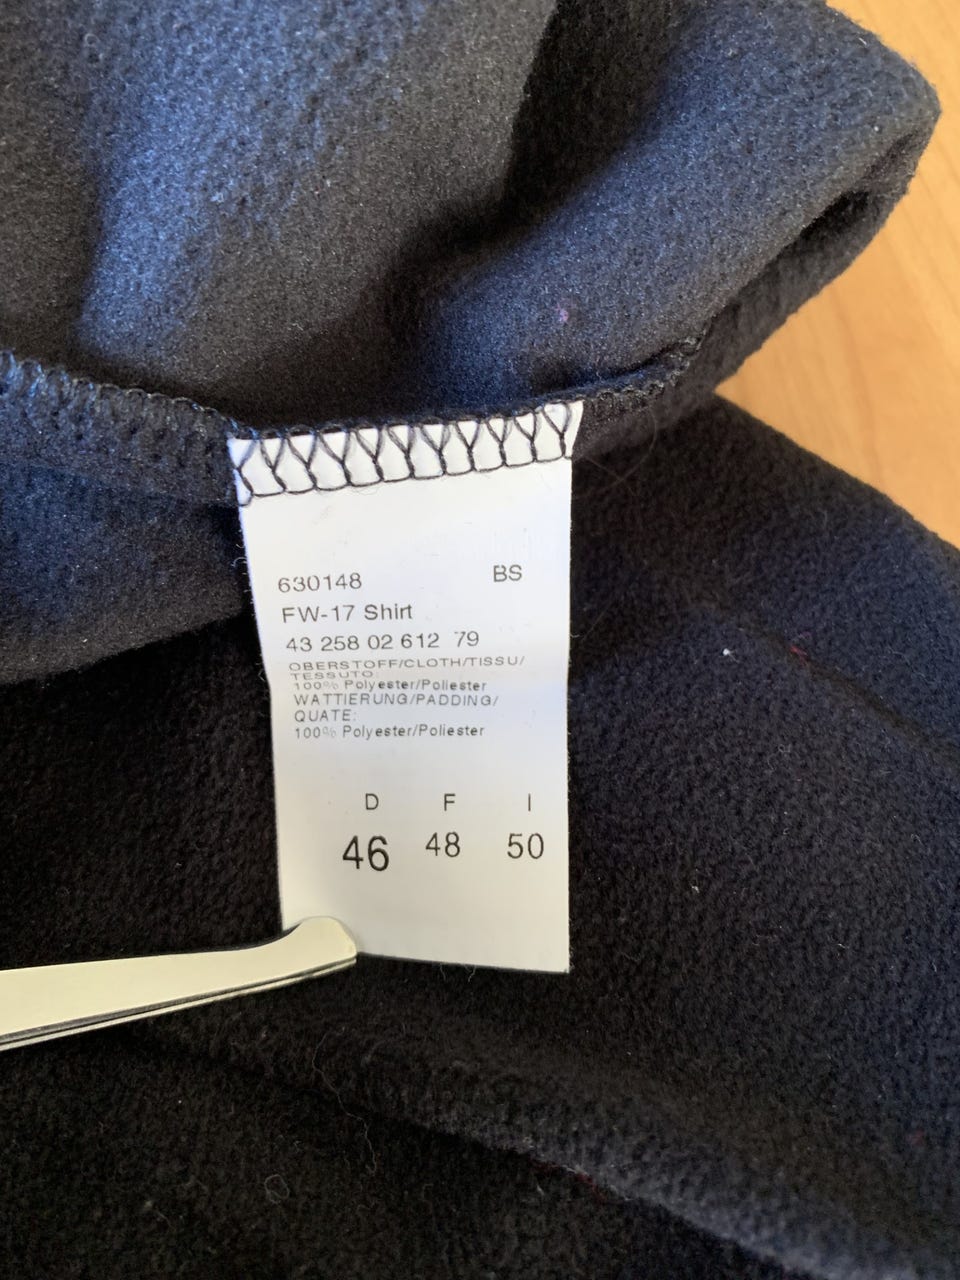 630148 BS
FW-17 Shirt
43 258 02 612 79
OBERSTOFF/CLOTH/TISSU/
TESSUTO:
100% Polyester/Poliester
WATTIERUNG/PADDING/
QUATE:
100% Polyester/Poliester
D F I
46 48 50